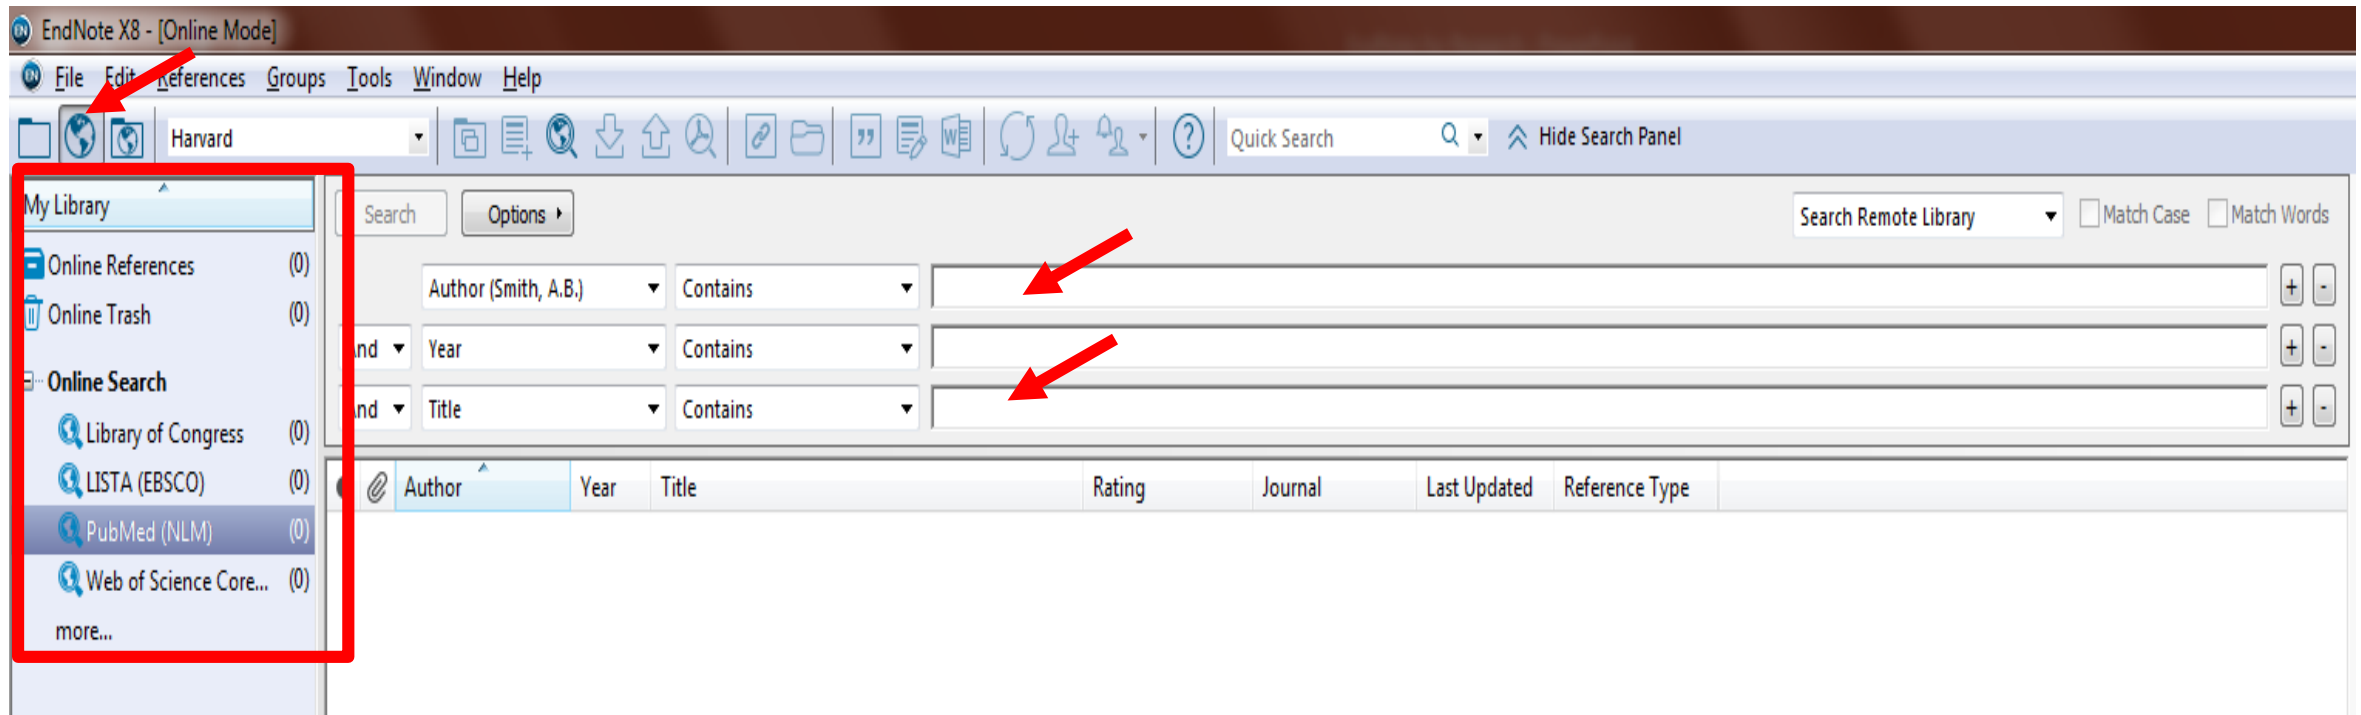 EndNote X8 - [Online Mode]
File Edit References Groups Tools Window Help
Harvard Quick Search Hide Search Panel
My Library
Online References (0)
Online Trash (0)
Online Search
Library of Congress (0)
LISTA (EBSCO) (0)
PubMed (NLM) (0)
Web of Science Core... (0)
more...
Search Options Search Remote Library Match Case Match Words
Author (Smith, A.B.) Contains + -
And Year Contains + -
And Title Contains + -
Author Year Title Rating Journal Last Updated Reference Type